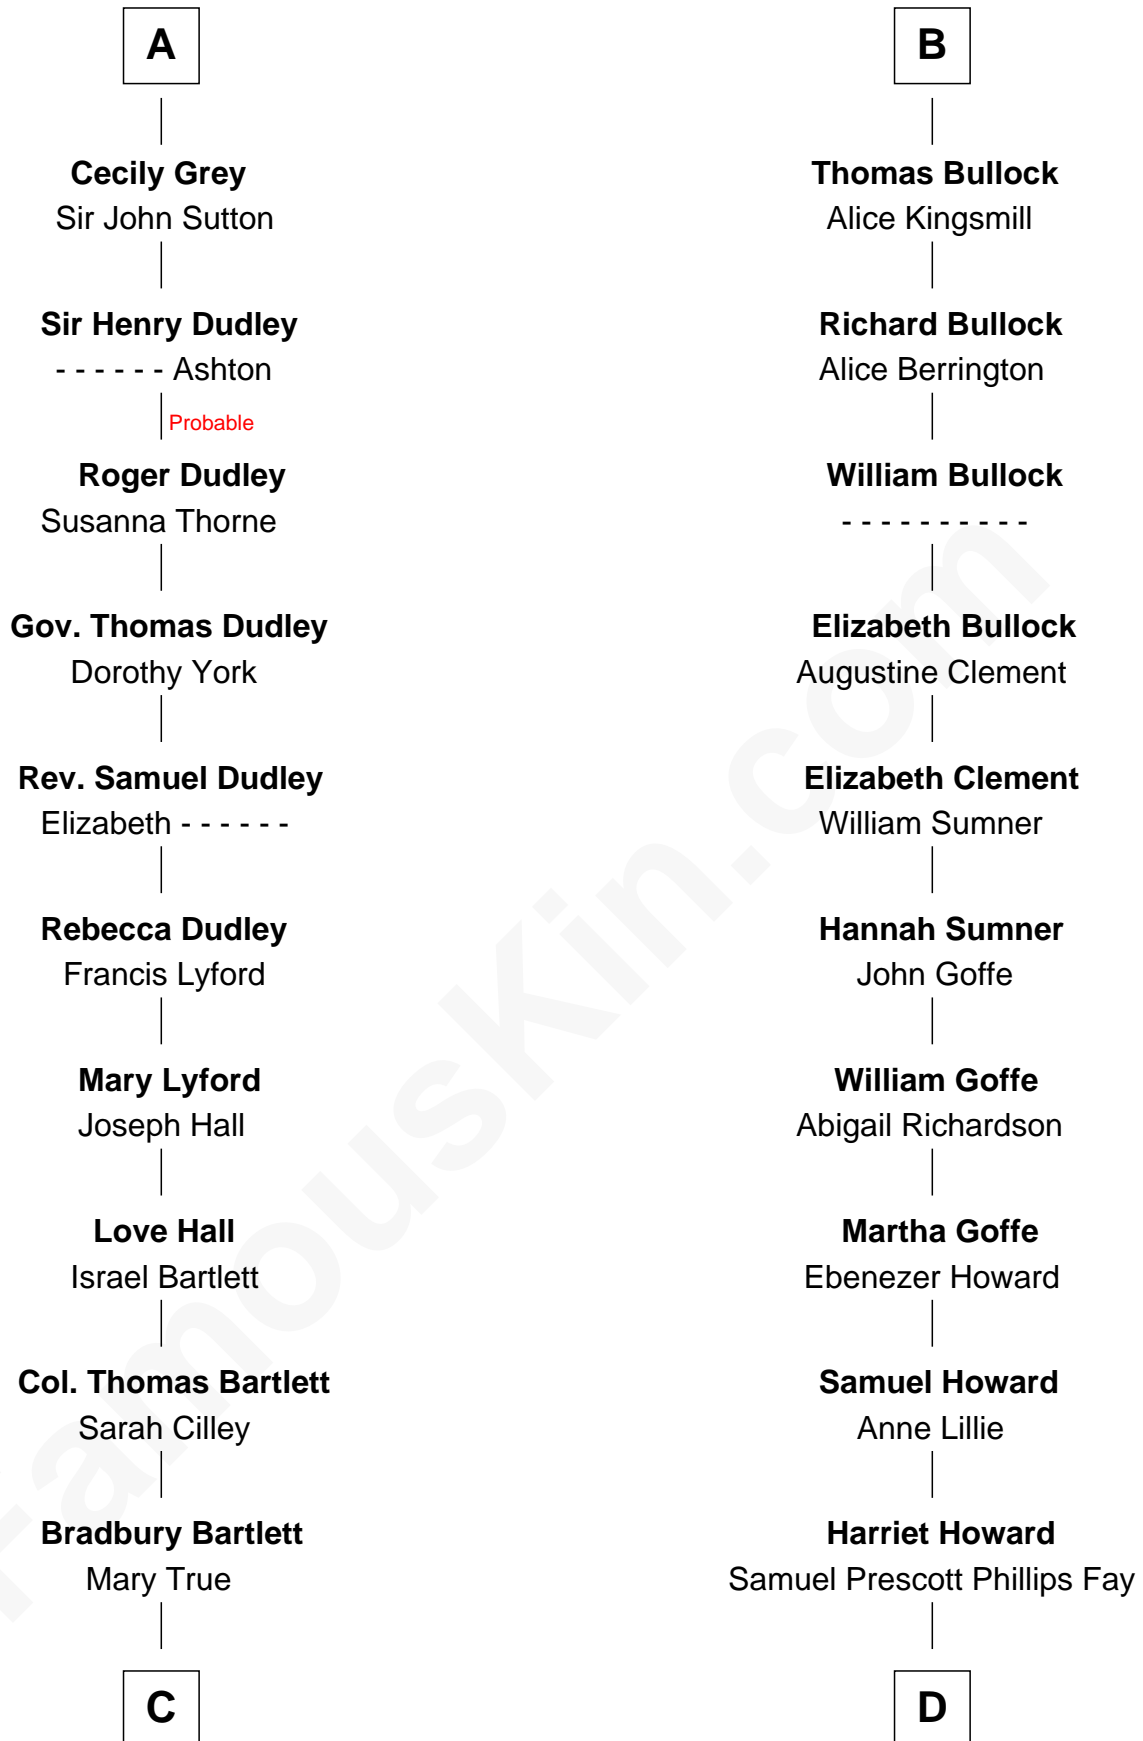 A
Cecily Grey
Sir John Sutton
Sir Henry Dudley
- - - - - - Ashton
Probable
Roger Dudley
Susanna Thorne
Gov. Thomas Dudley
Dorothy York
Rev. Samuel Dudley
Elizabeth - - - - - -
Rebecca Dudley
Francis Lyford
Mary Lyford
Joseph Hall
Love Hall
Israel Bartlett
Col. Thomas Bartlett
Sarah Cilley
Bradbury Bartlett
Mary True
C
B
Thomas Bullock
Alice Kingsmill
Richard Bullock
Alice Berrington
William Bullock
- - - - - - - - - -
Elizabeth Bullock
Augustine Clement
Elizabeth Clement
William Sumner
Hannah Sumner
John Goffe
William Goffe
Abigail Richardson
Martha Goffe
Ebenezer Howard
Samuel Howard
Anne Lillie
Harriet Howard
Samuel Prescott Phillips Fay
D
FamousKin.com